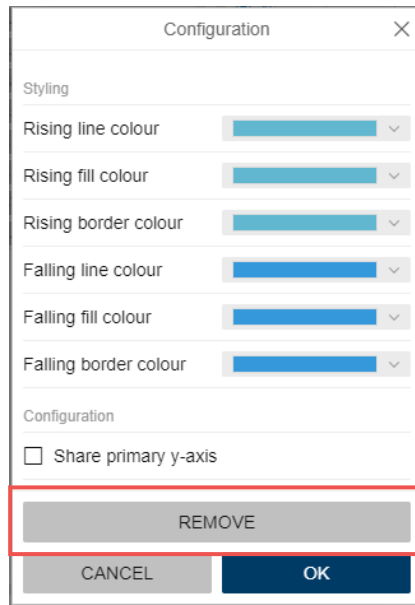 Configuration
Styling
Rising line colour
Rising fill colour
Rising border colour
Falling line colour
Falling fill colour
Falling border colour
Configuration
Share primary y-axis
REMOVE
CANCEL OK